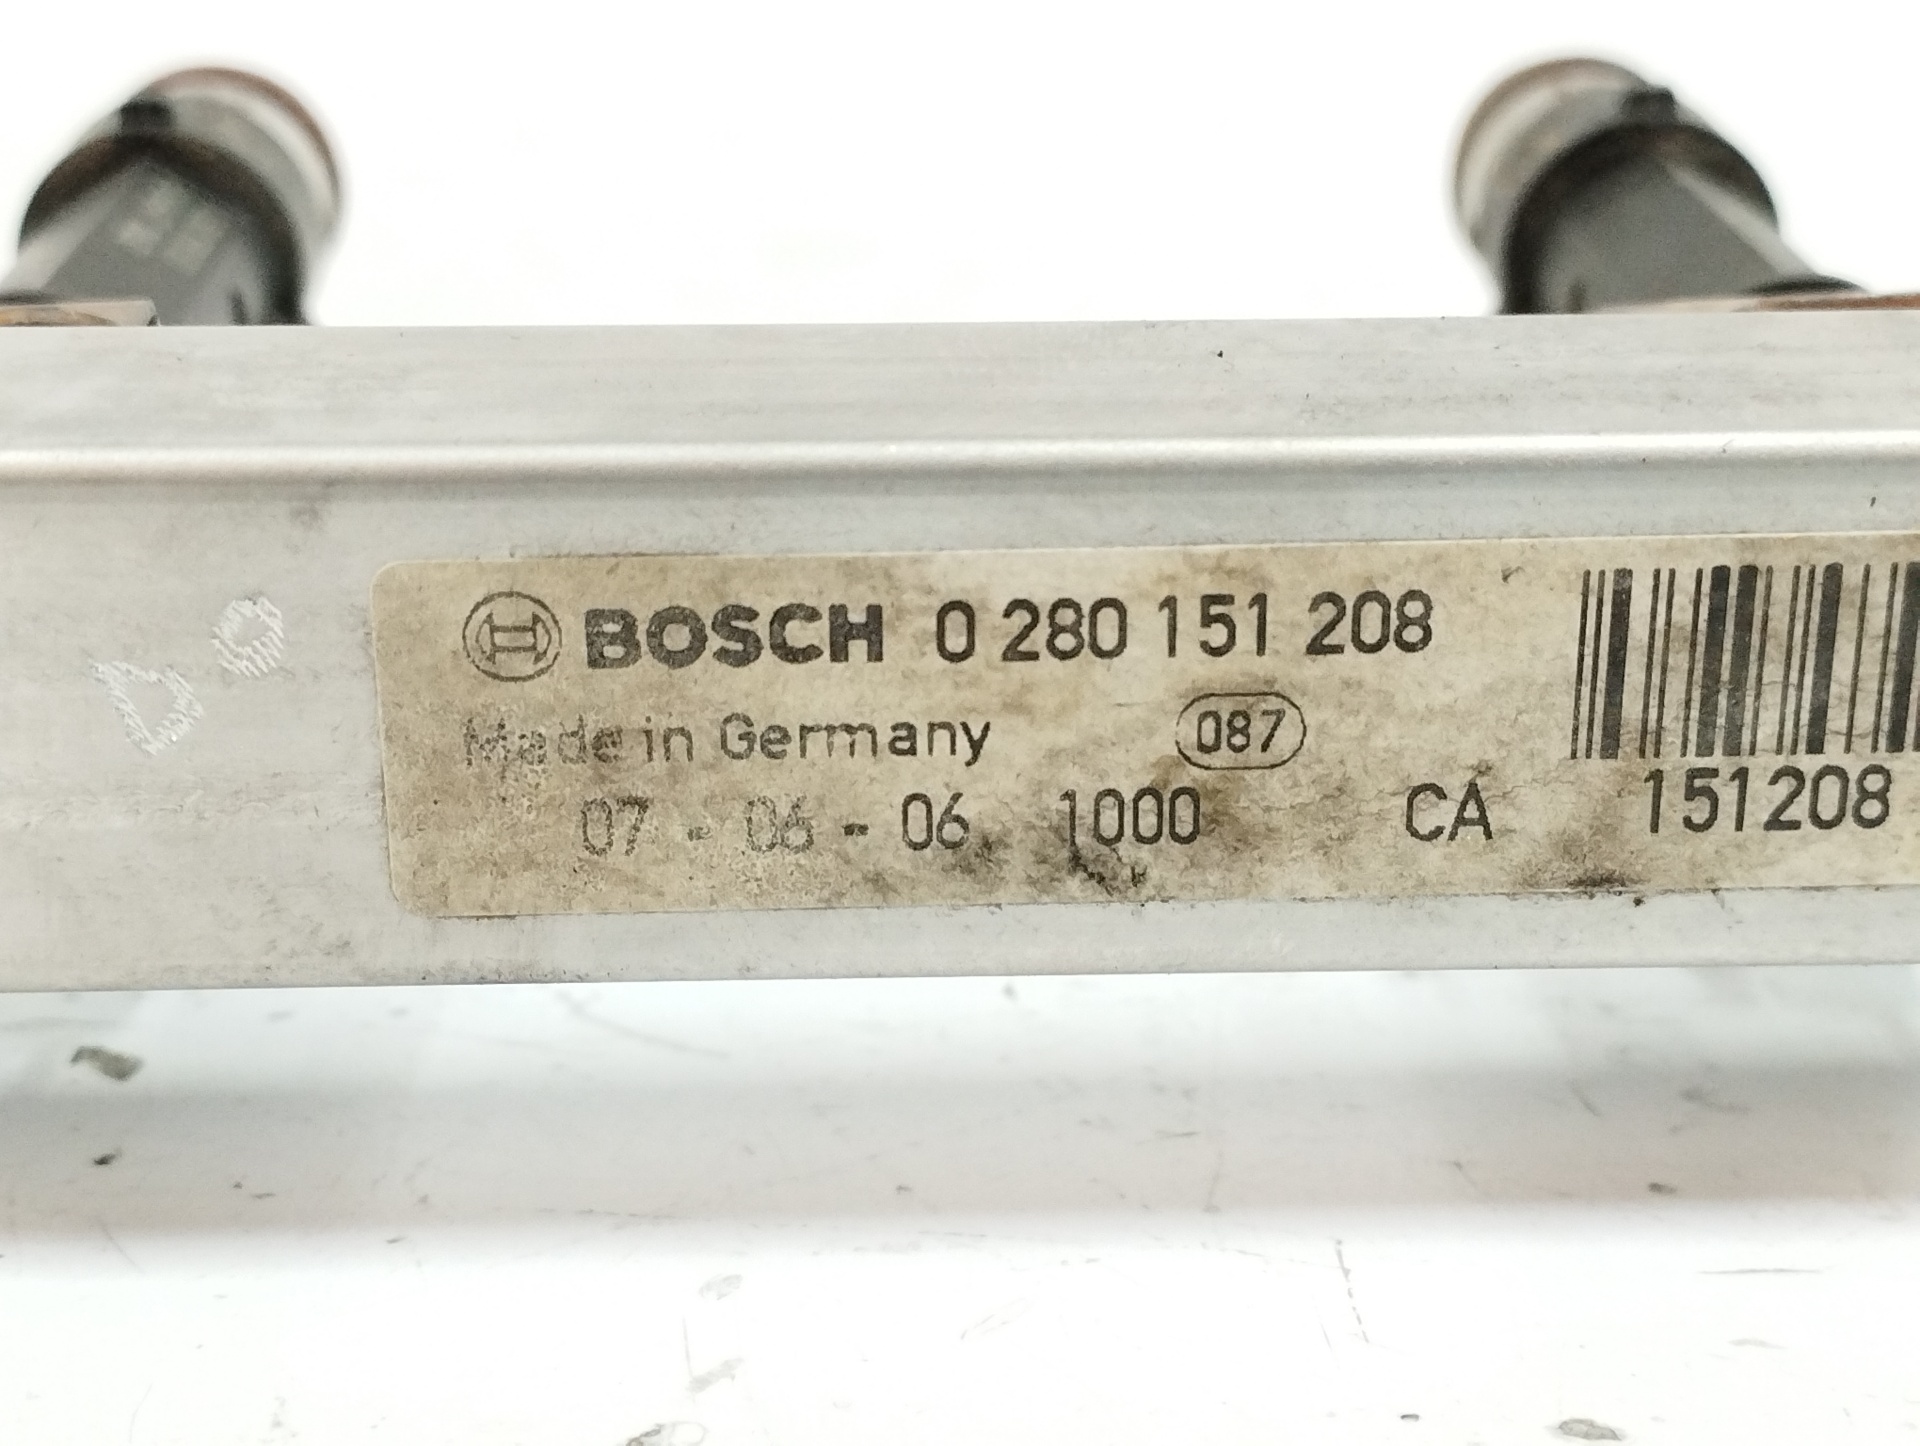 BOSCH 0 280 151 208
Made in Germany 087
07 - 06 - 06 1000 CA 151208